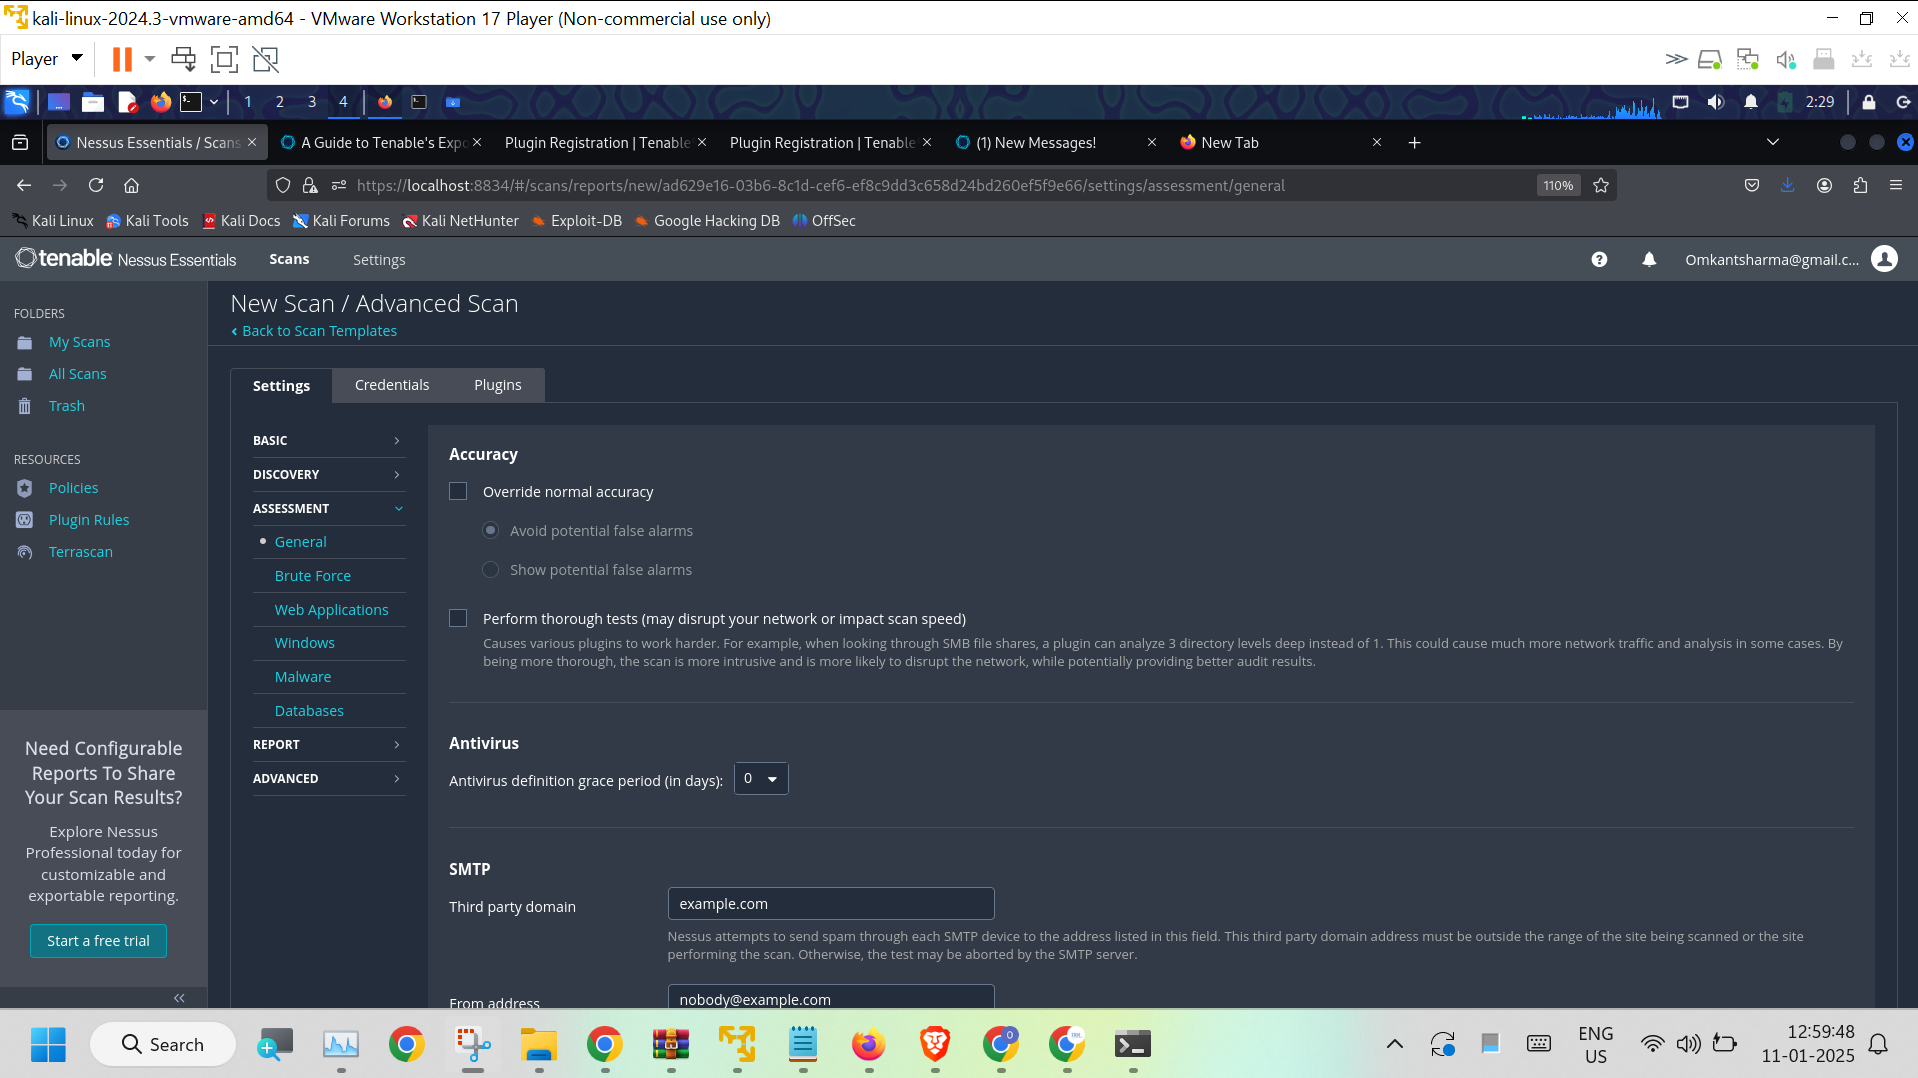 kali-linux-2024.3-vmware-amd64 - VMware Workstation 17 Player (Non-commercial use only)
Player
1 2 3 4 2:29
Nessus Essentials / Scans
A Guide to Tenable's Expo
Plugin Registration | Tenable
Plugin Registration | Tenable
(1) New Messages!
New Tab
https://localhost:8834/#/scans/reports/new/ad629e16-03b6-8c1d-cef6-ef8c9dd3c658d24bd260ef5f9e66/settings/assessment/general
110%
Kali Linux Kali Tools Kali Docs Kali Forums Kali NetHunter Exploit-DB Google Hacking DB OffSec
tenable Nessus Essentials
Scans
Settings
Omkantsharma@gmail.c...
FOLDERS
My Scans
All Scans
Trash
RESOURCES
Policies
Plugin Rules
Terrascan
Need Configurable
Reports To Share
Your Scan Results?
Explore Nessus
Professional today for
customizable and
exportable reporting.
Start a free trial
New Scan / Advanced Scan
Back to Scan Templates
Settings
Credentials
Plugins
BASIC
DISCOVERY
ASSESSMENT
General
Brute Force
Web Applications
Windows
Malware
Databases
REPORT
ADVANCED
Accuracy
Override normal accuracy
Avoid potential false alarms
Show potential false alarms
Perform thorough tests (may disrupt your network or impact scan speed)
Causes various plugins to work harder. For example, when looking through SMB file shares, a plugin can analyze 3 directory levels deep instead of 1. This could cause much more network traffic and analysis in some cases. By
being more thorough, the scan is more intrusive and is more likely to disrupt the network, while potentially providing better audit results.
Antivirus
Antivirus definition grace period (in days): 0
SMTP
Third party domain
example.com
Nessus attempts to send spam through each SMTP device to the address listed in this field. This third party domain address must be outside the range of the site being scanned or the site
performing the scan. Otherwise, the test may be aborted by the SMTP server.
From address
nobody@example.com
Search
ENG
US
12:59:48
11-01-2025